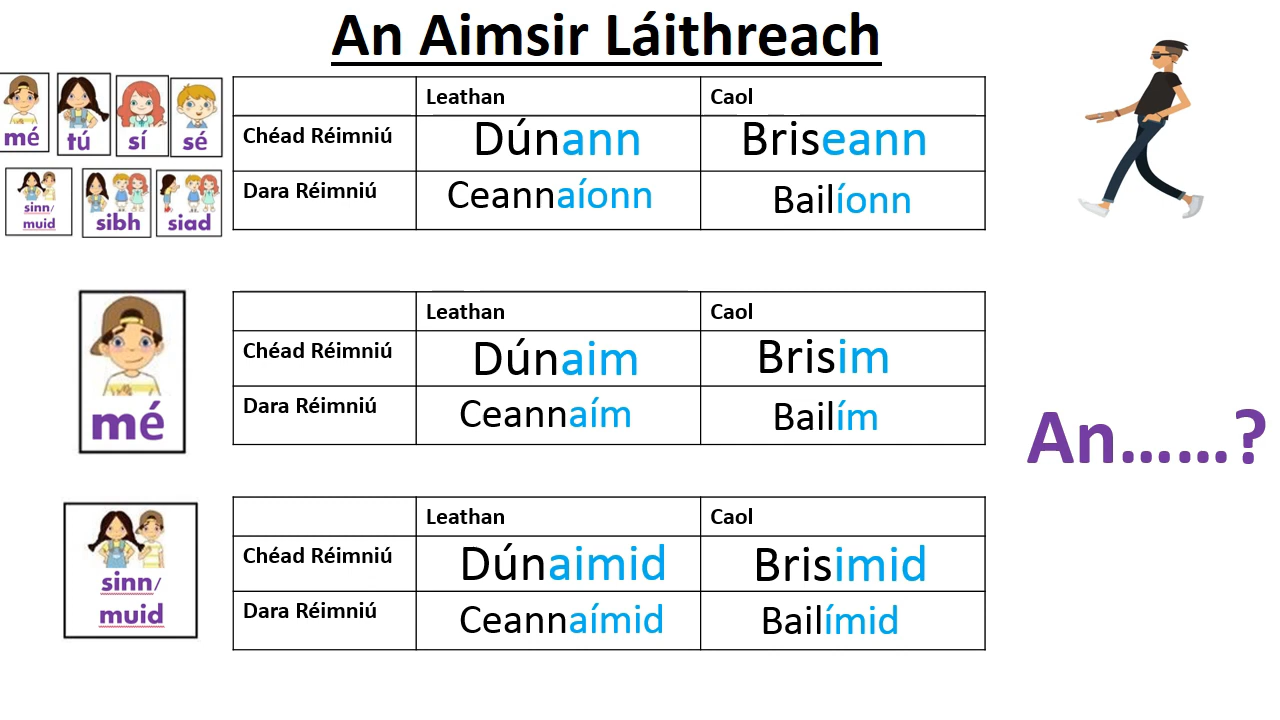 An Aimsir Láithreach
mé tú sí sé
sinn/
muid
sibh siad
Leathan Caol
Chéad Réimniú Dúnann Briseann
Dara Réimniú Ceannaíonn Bailíonn
mé
Leathan Caol
Chéad Réimniú Dúnaim Brisim
Dara Réimniú Ceannaím Bailím
An......?
sinn/
muid
Leathan Caol
Chéad Réimniú Dúnaimid Brisimid
Dara Réimniú Ceannaímid Bailímid